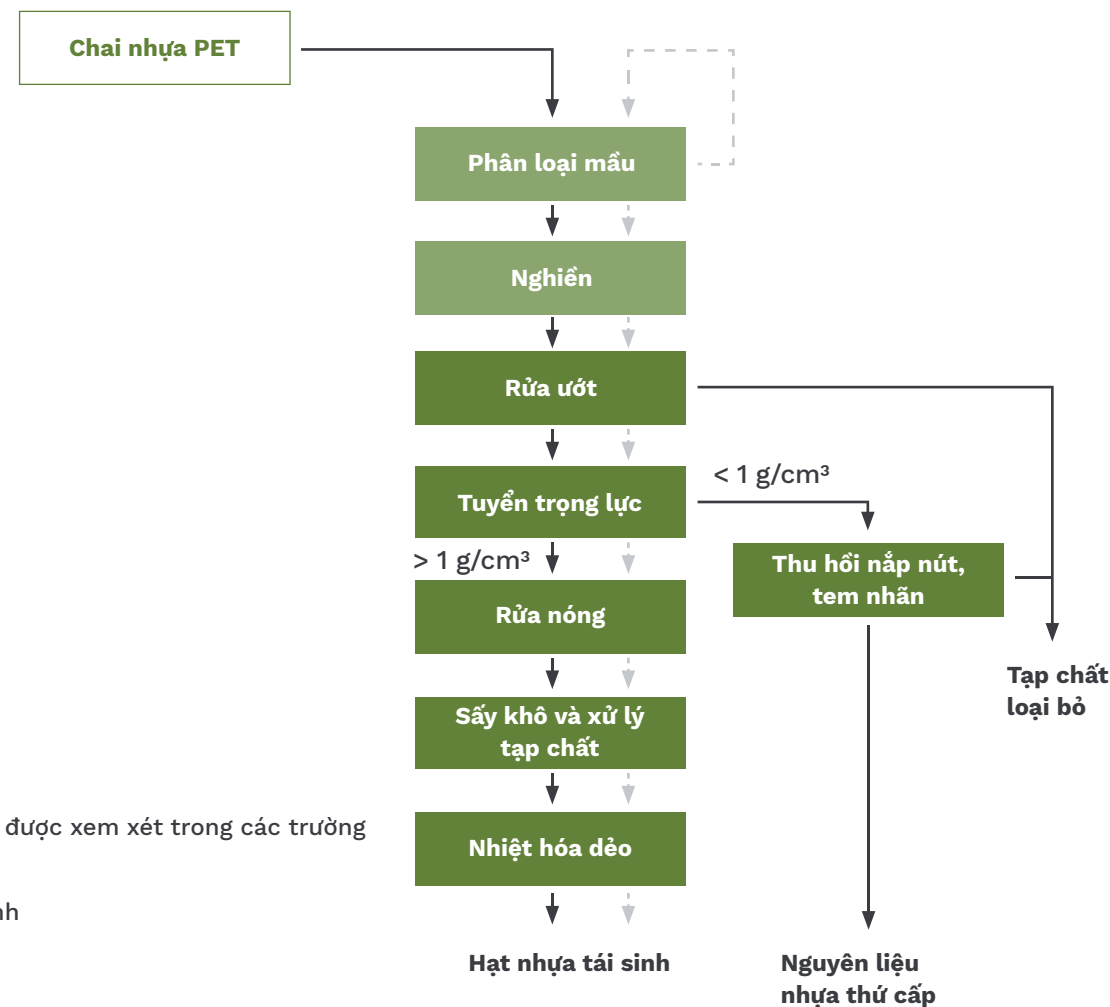 Chai nhựa PET
Phân loại mầu
Nghiền
Rửa ướt
Tuyển trọng lực
< 1 g/cm³
> 1 g/cm³
Thu hồi nắp nút,
tem nhãn
Rửa nóng
Tạp chất
loại bỏ
Sấy khô và xử lý
tạp chất
được xem xét trong các trường
Nhiệt hóa dẻo
nh
Hạt nhựa tái sinh
Nguyên liệu
nhựa thứ cấp